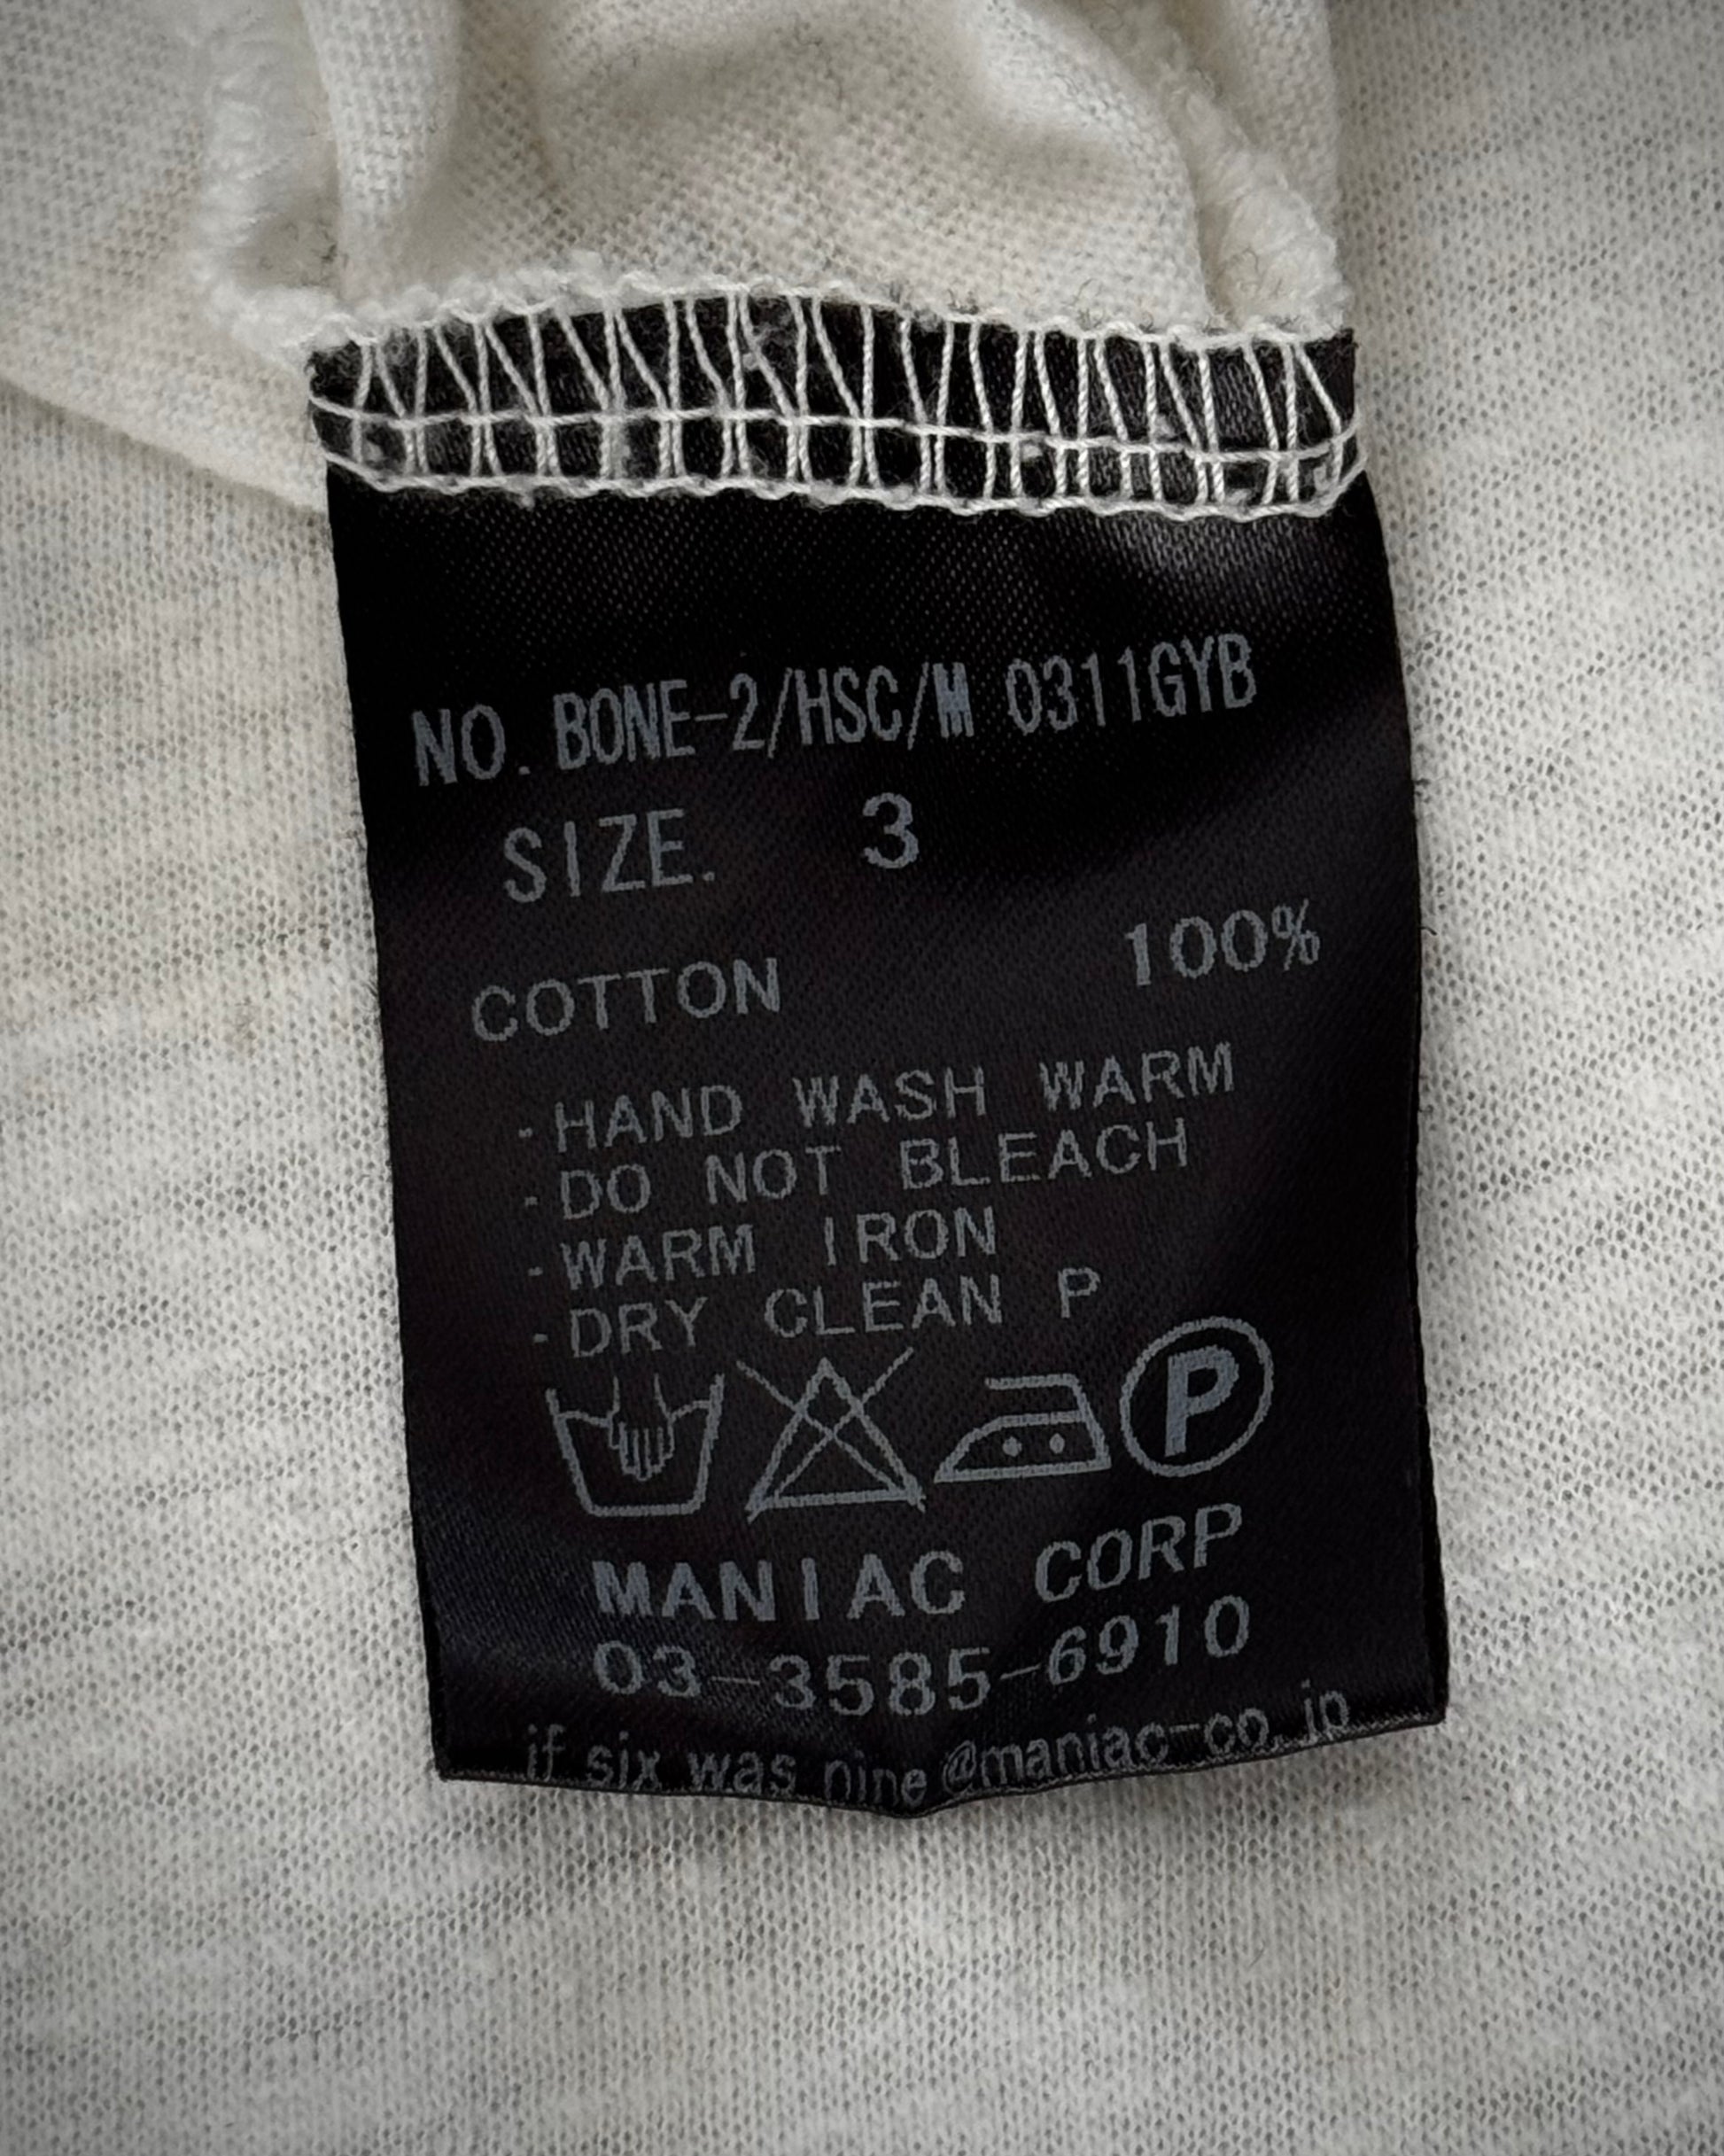 NO. BONE-2/HSC/M 0311GYB
SIZE. 3
COTTON 100%
·HAND WASH WARM
·DO NOT BLEACH
·WARM IRON
·DRY CLEAN P
P
MANIAC CORP
03-3585-6910
if six was nine@maniac-co.jp